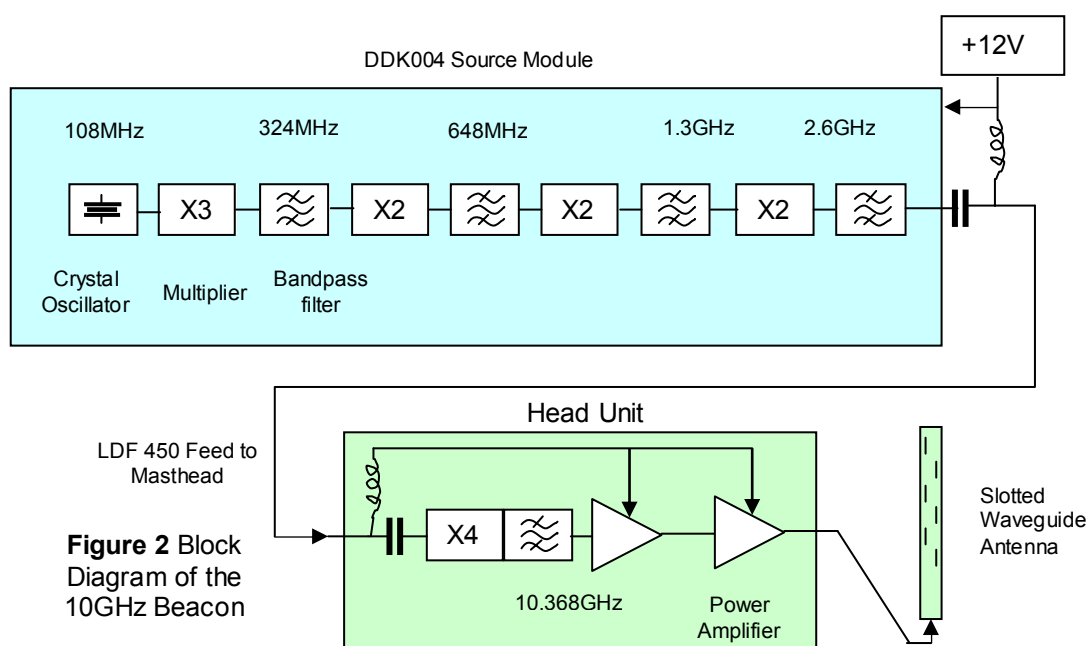 +12V
DDK004 Source Module
108MHz
324MHz
648MHz
1.3GHz
2.6GHz
X3
X2
X2
X2
Crystal
Oscillator
Multiplier
Bandpass
filter
Head Unit
LDF 450 Feed to
Masthead
X4
10.368GHz
Power
Amplifier
Slotted
Waveguide
Antenna
Figure 2 Block
Diagram of the
10GHz Beacon